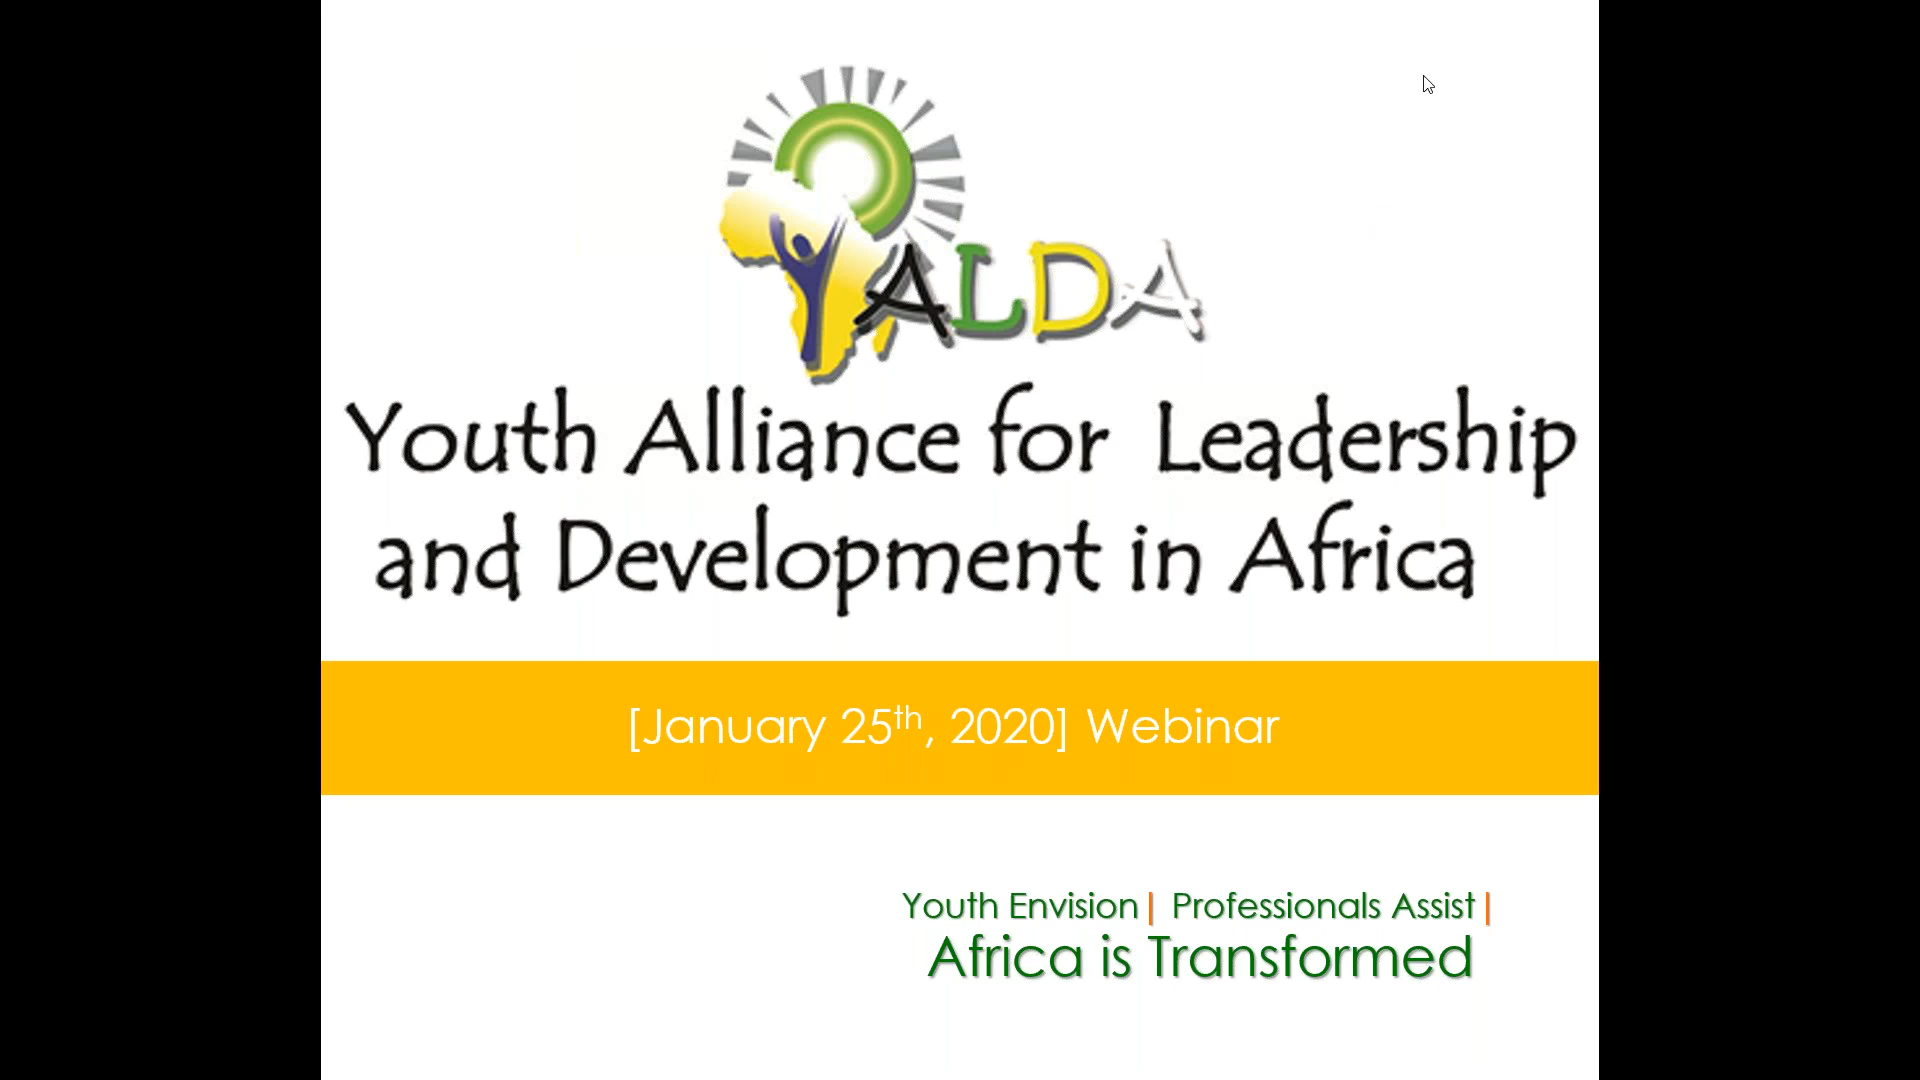 YALDA
Youth Alliance for Leadership
and Development in Africa
[January 25th, 2020] Webinar
Youth Envision| Professionals Assist|
Africa is Transformed